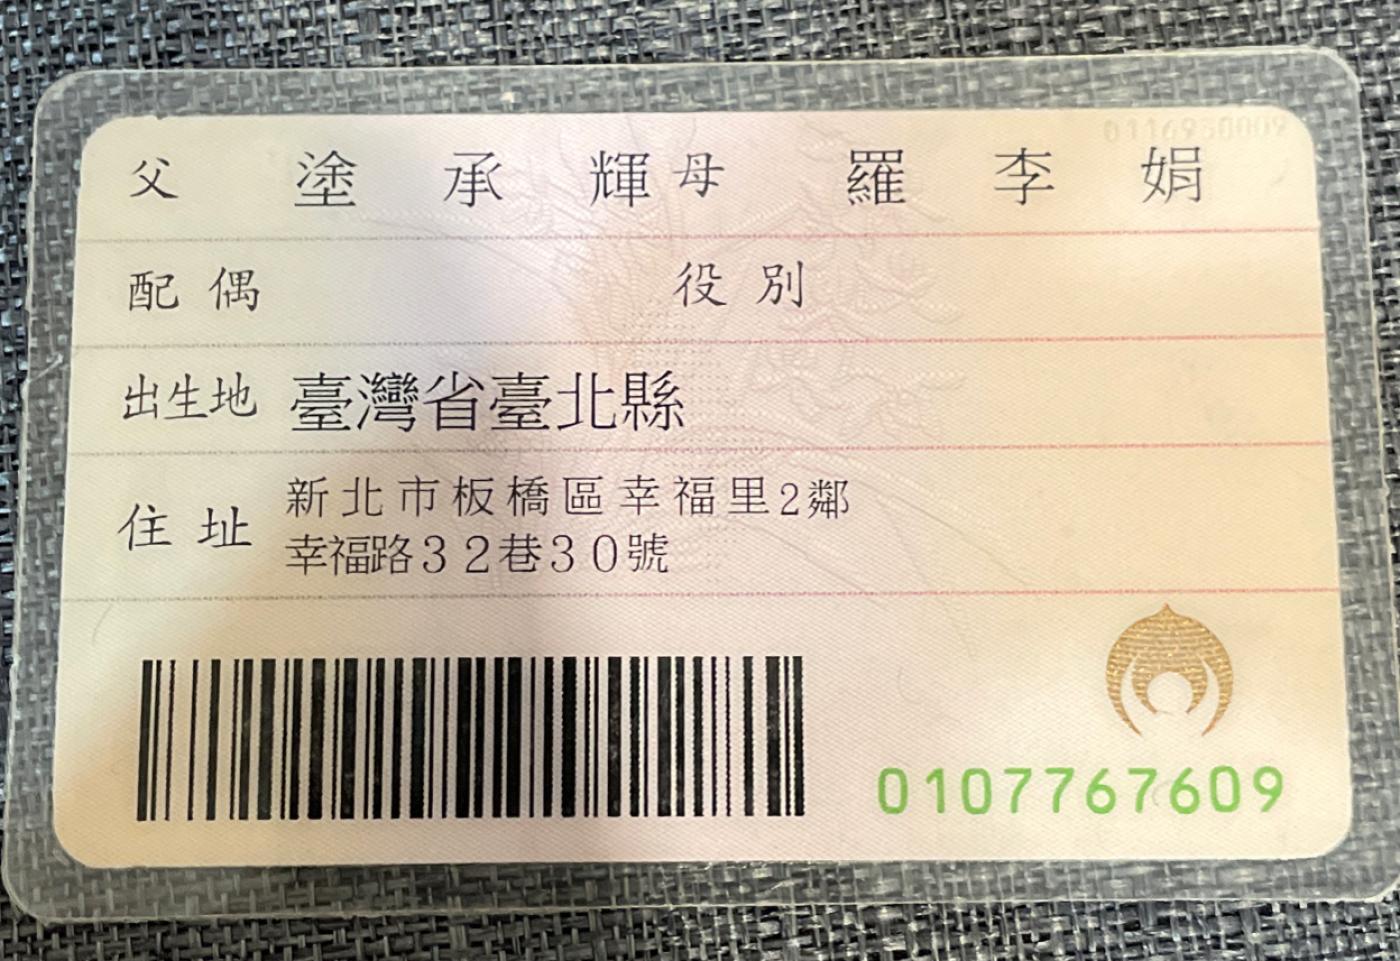 0116930009
父 塗承輝 母 羅李娟
配偶 役別
出生地 臺灣省臺北縣
住址 新北市板橋區幸福里2鄰
幸福路32巷30號
0107767609